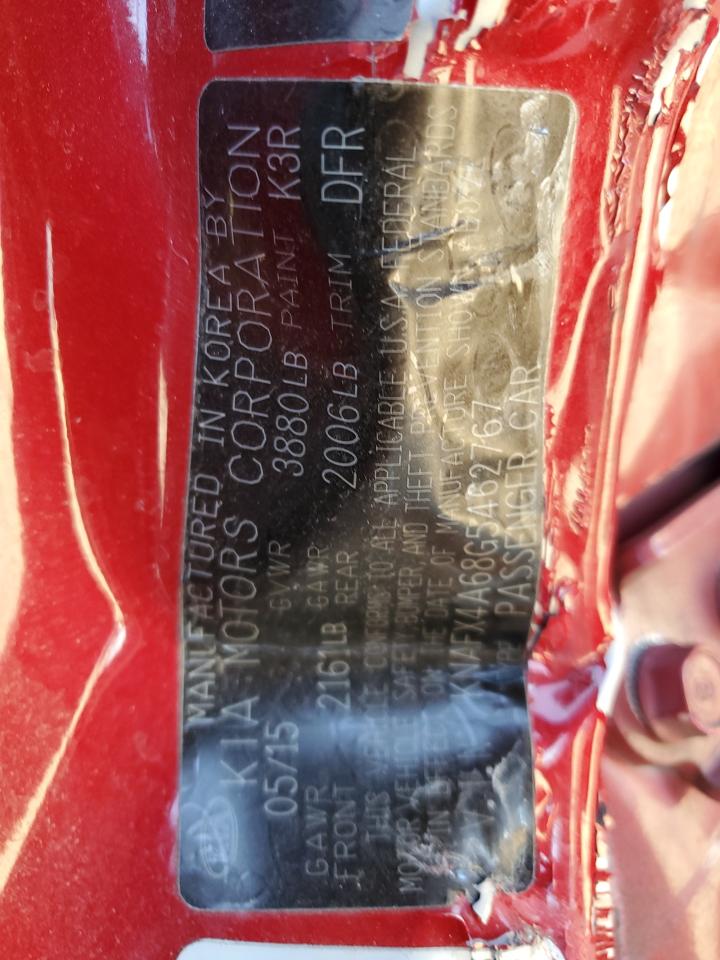 MANUFACTURED IN KOREA BY
KIA MOTORS CORPORATION
05/15 GVWR 3880LB PAINT K3R
GAWR FRONT 2161LB GAWR REAR 2006LB TRIM DFR
THIS VEHICLE CONFORMS TO ALL APPLICABLE U.S.A FEDERAL
MOTOR VEHICLE SAFETY, BUMPER, AND THEFT PREVENTION STANDARDS
IN EFFECT ON THE DATE OF MANUFACTURE SHOWN ABOVE
KNAFX4A68G5462767
PASSENGER CAR